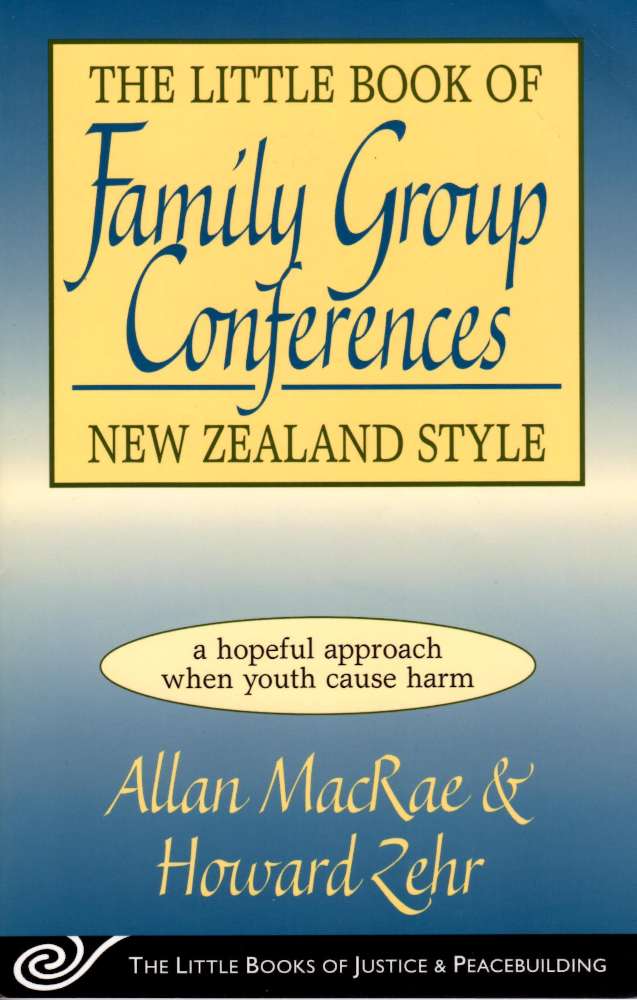 THE LITTLE BOOK OF
Family Group
Conferences
NEW ZEALAND STYLE
a hopeful approach
when youth cause harm
Allan MacRae &
Howard Zehr
THE LITTLE BOOKS OF JUSTICE & PEACEBUILDING